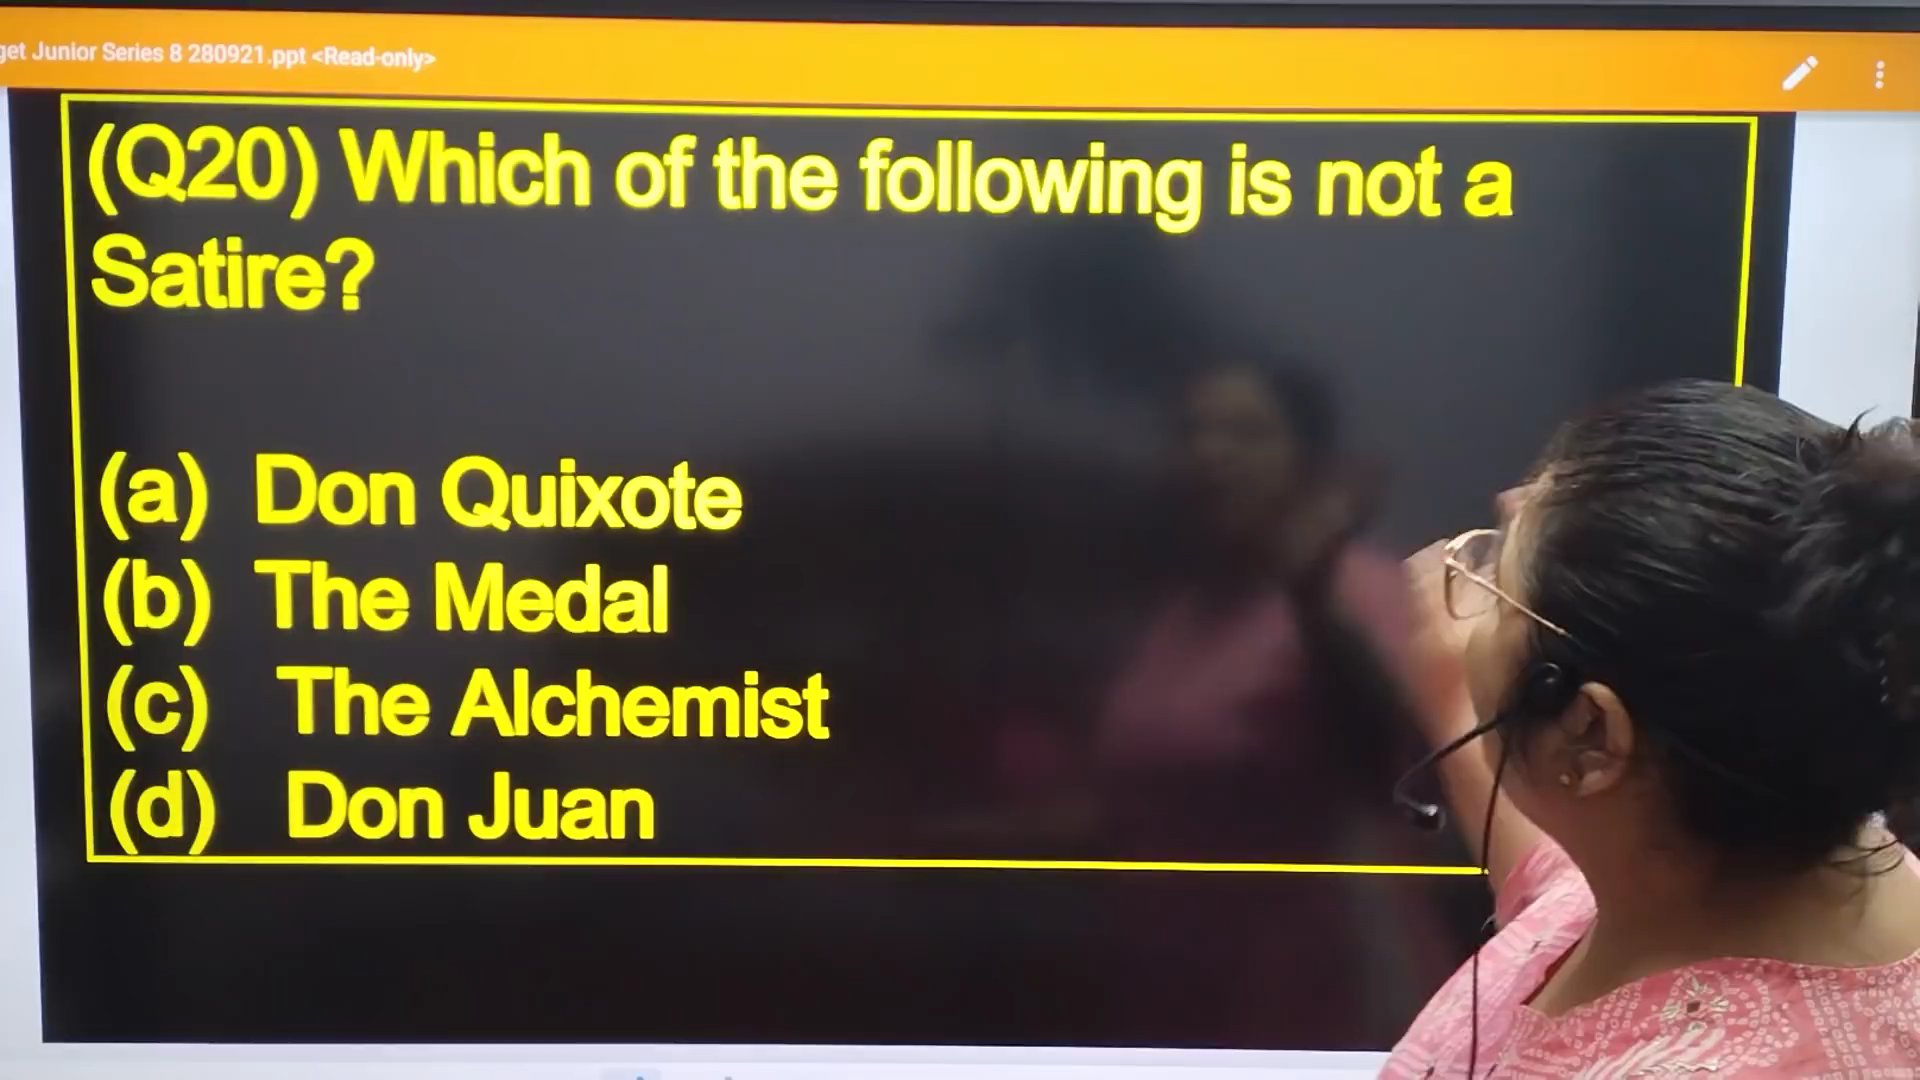 get Junior Series 8 280921.ppt <Read-only>
(Q20) Which of the following is not a
Satire?
(a) Don Quixote
(b) The Medal
(c) The Alchemist
(d) Don Juan